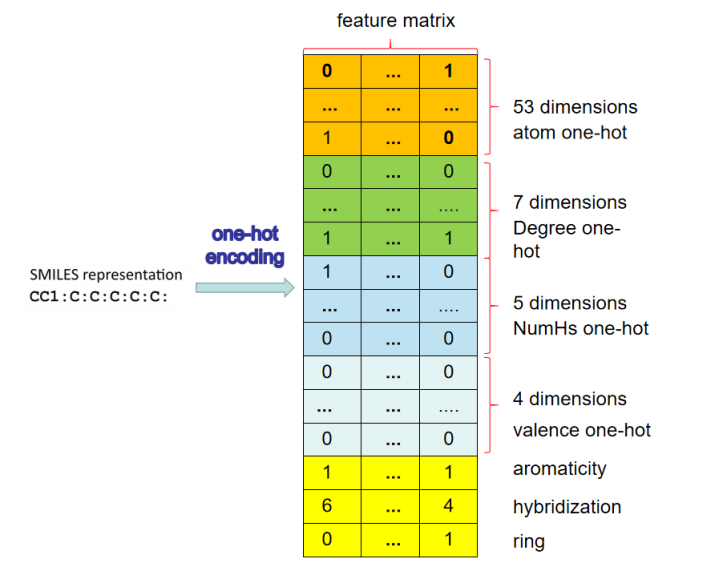 feature matrix
0 ... 1
... ... ...
1 ... 0
53 dimensions
atom one-hot
0 ... 0
... ... ....
1 ... 1
7 dimensions
Degree one-
hot
one-hot
encoding
SMILES representation
CC1:C:C:C:C:C:
1 ... 0
... ... ....
0 ... 0
5 dimensions
NumHs one-hot
0 ... 0
... ... ....
0 ... 0
4 dimensions
valence one-hot
1 ... 1
aromaticity
6 ... 4
hybridization
0 ... 1
ring